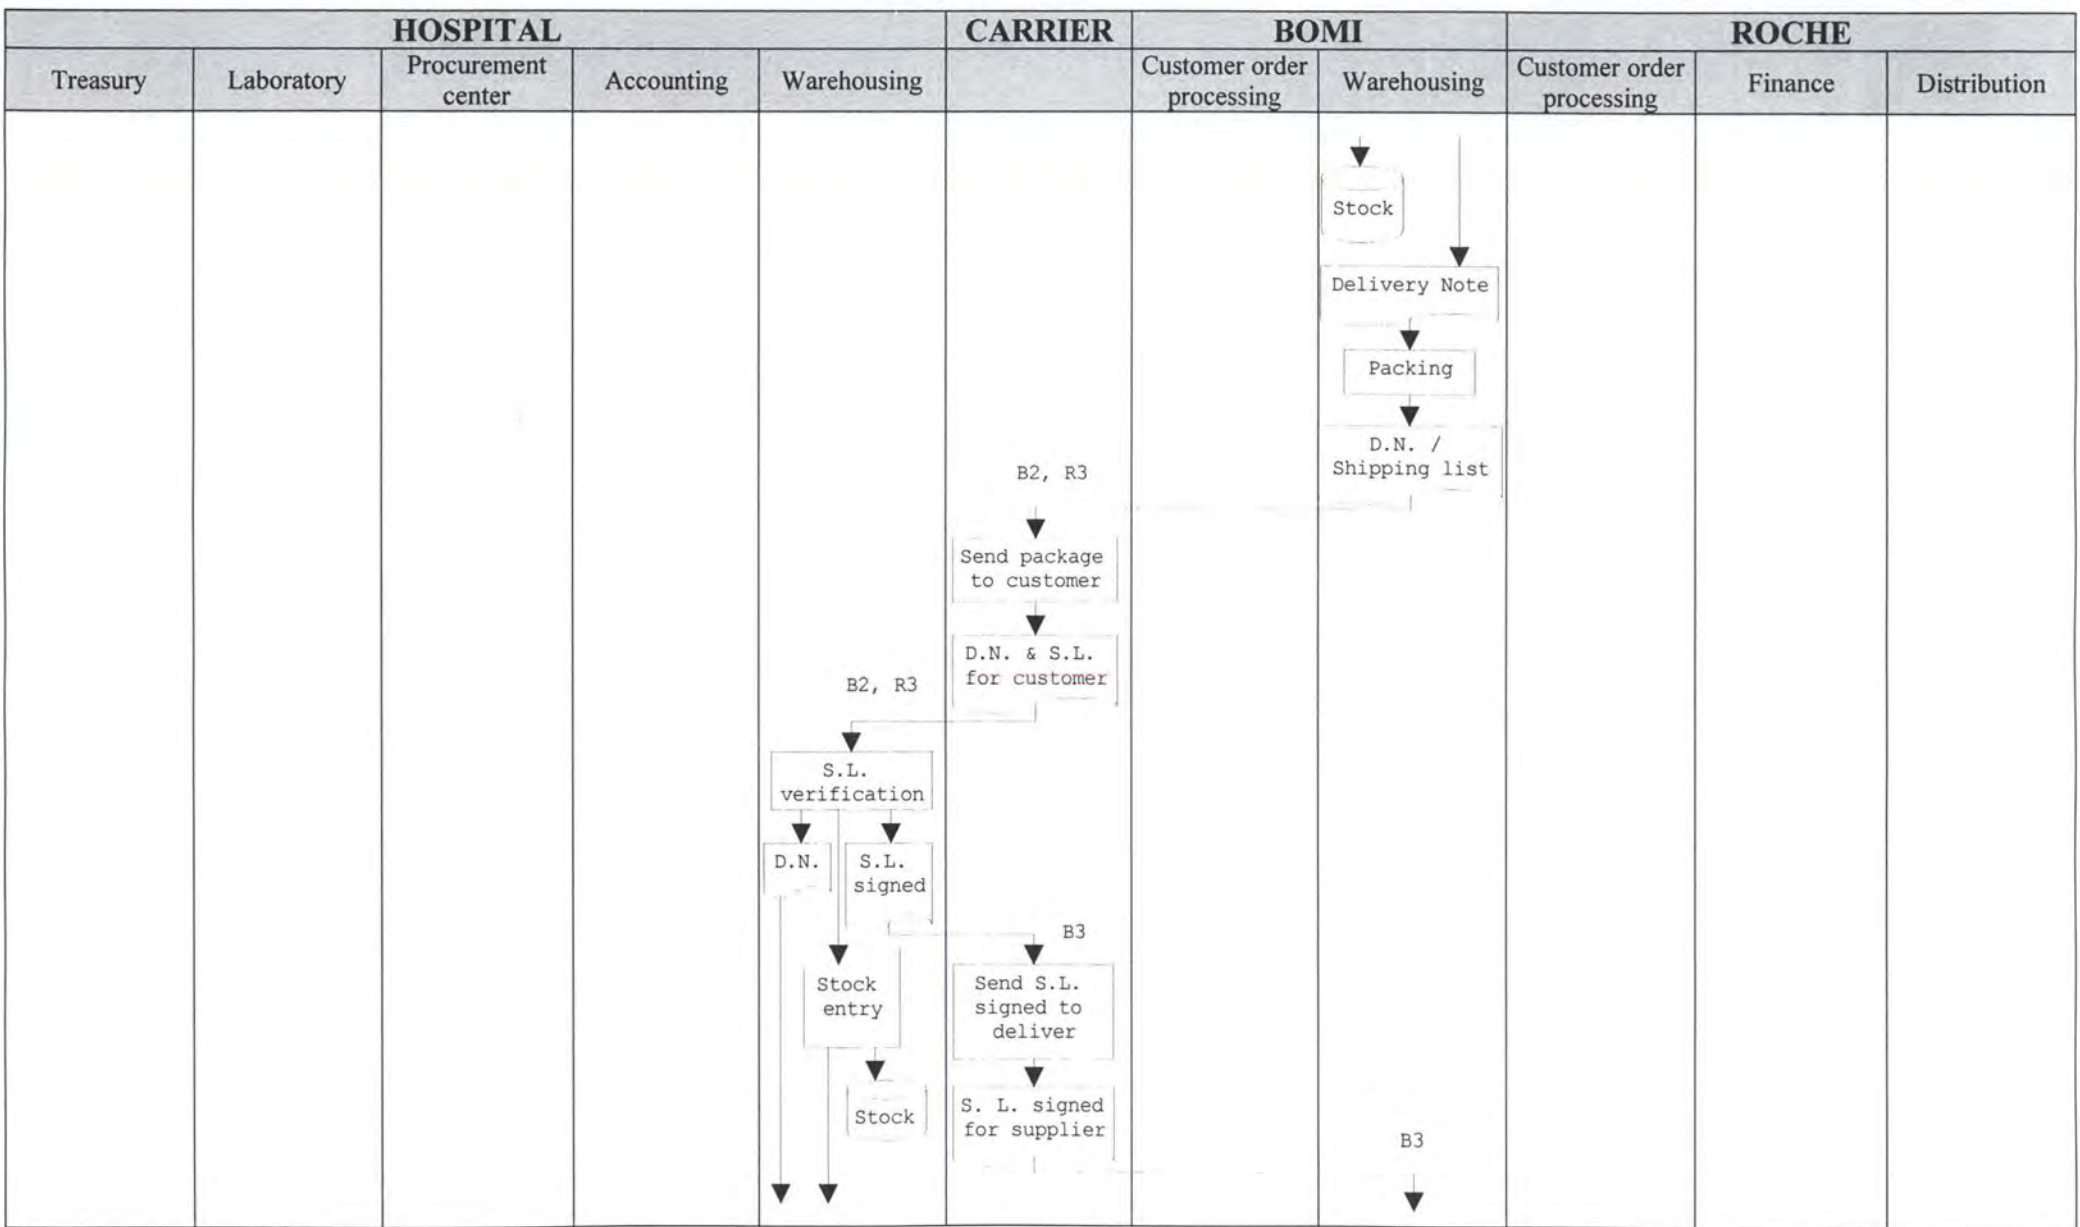 HOSPITAL CARRIER BOMI ROCHE
Treasury Laboratory Procurement center Accounting Warehousing Customer order processing Warehousing Customer order processing Finance Distribution
Stock
Delivery Note
Packing
D.N. /
Shipping list
B2, R3
Send package
to customer
D.N. & S.L.
for customer
B2, R3
S.L.
verification
D.N.
S.L.
signed
B3
Stock
entry
Send S.L.
signed to
deliver
Stock
S. L. signed
for supplier
B3